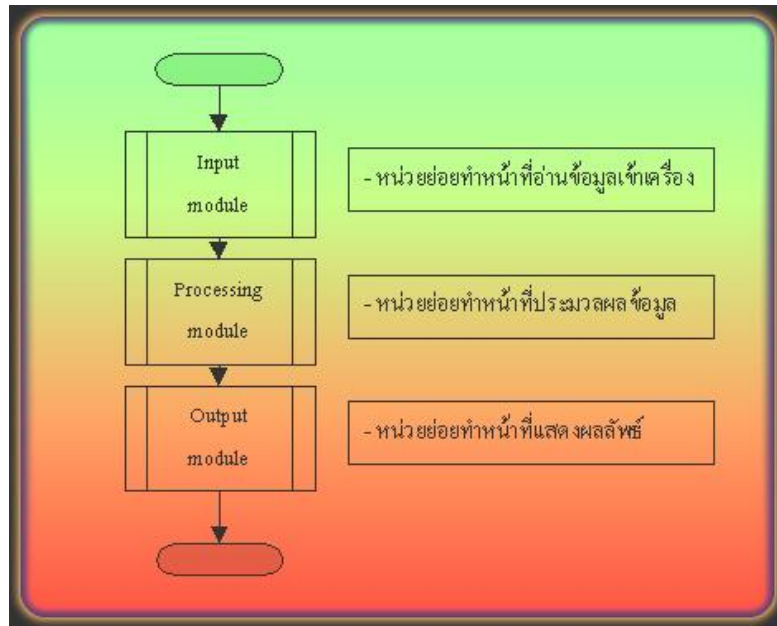 Input
module
- หน่วยย่อยทำหน้าที่อ่านข้อมูลเข้าเครื่อง
Processing
module
- หน่วยย่อยทำหน้าที่ประมวลผลข้อมูล
Output
module
- หน่วยย่อยทำหน้าที่แสดงผลลัพธ์